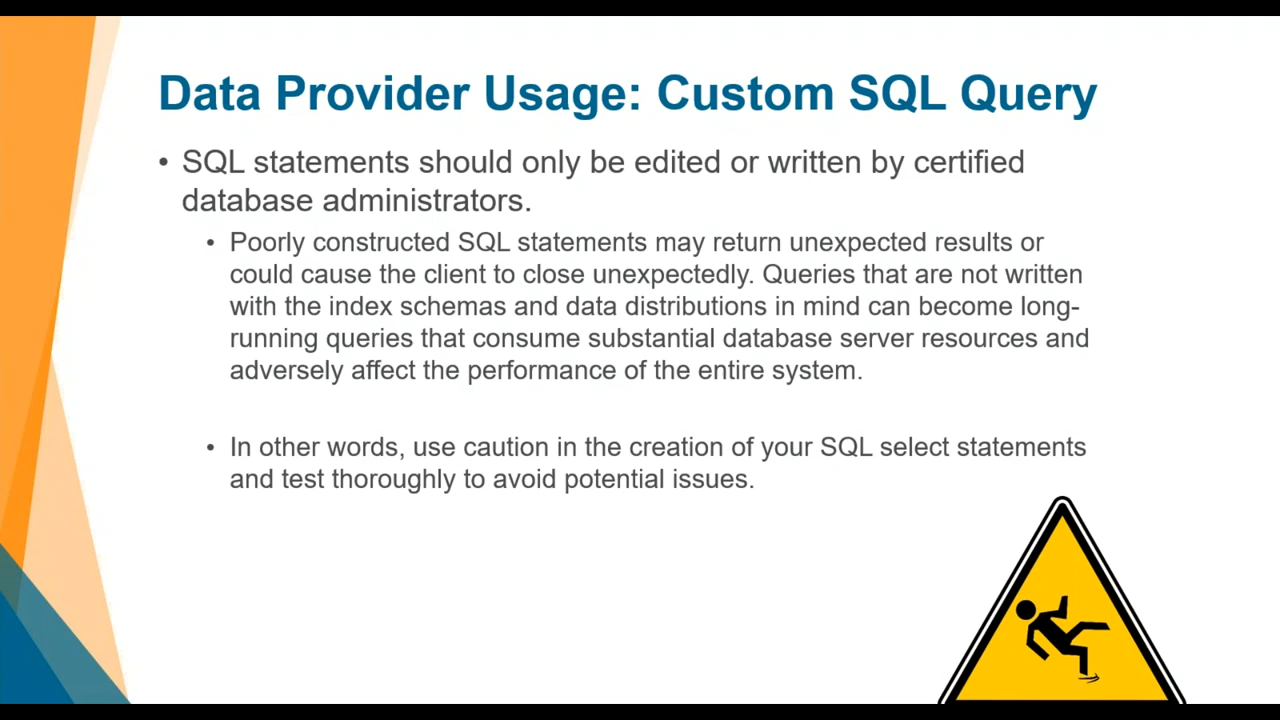 Data Provider Usage: Custom SQL Query
• SQL statements should only be edited or written by certified
database administrators.
• Poorly constructed SQL statements may return unexpected results or
could cause the client to close unexpectedly. Queries that are not written
with the index schemas and data distributions in mind can become long-
running queries that consume substantial database server resources and
adversely affect the performance of the entire system.
• In other words, use caution in the creation of your SQL select statements
and test thoroughly to avoid potential issues.